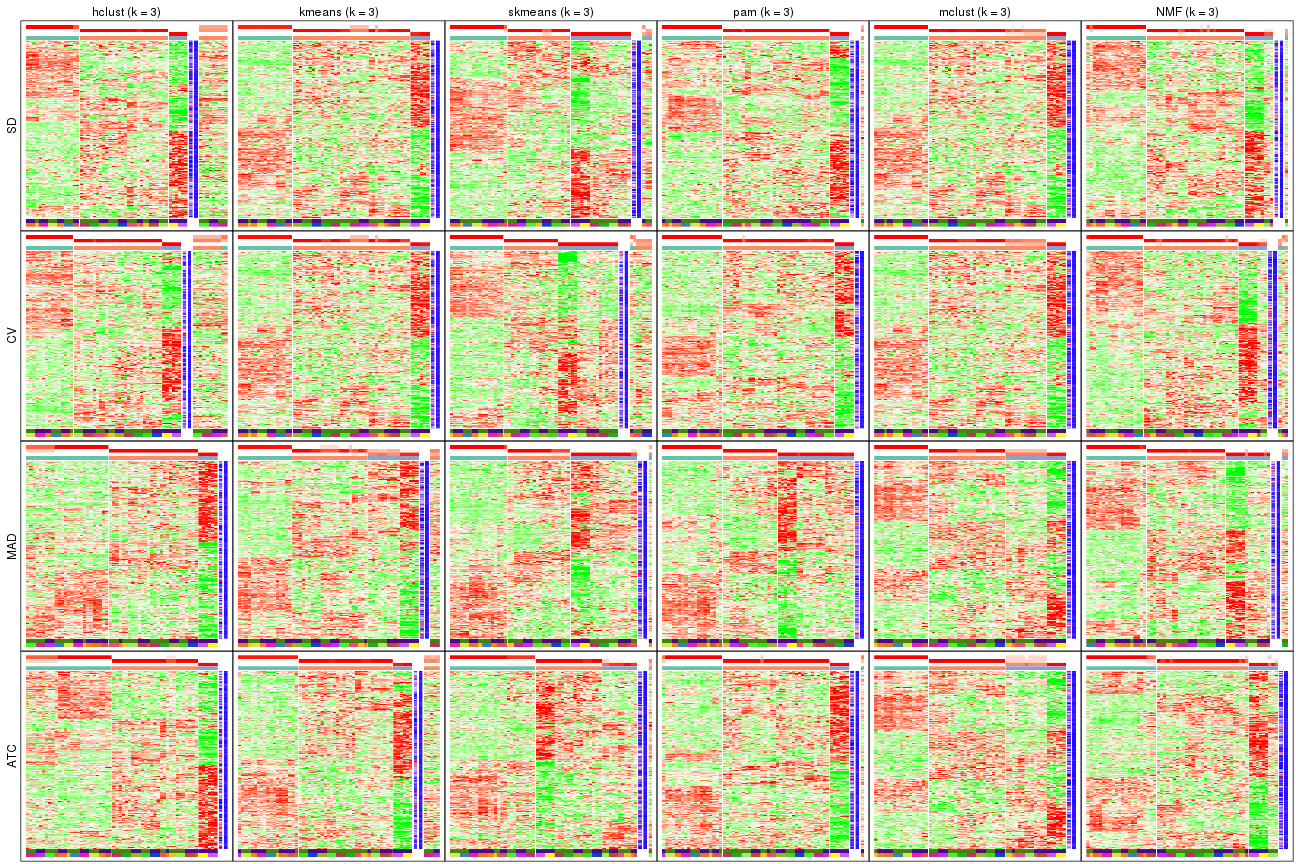 hclust (k = 3) kmeans (k = 3) skmeans (k = 3) pam (k = 3) mclust (k = 3) NMF (k = 3)
SD
CV
MAD
ATC